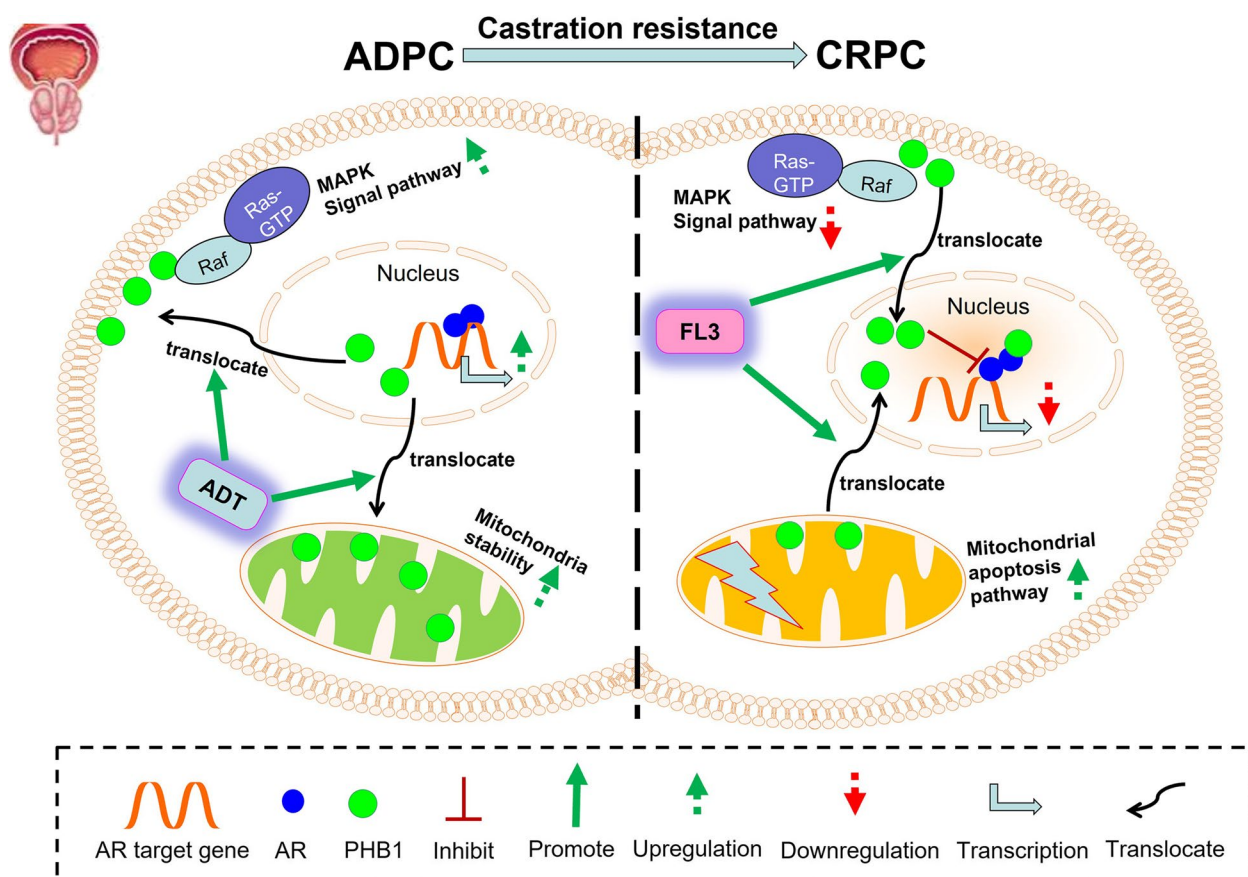 Castration resistance
ADPC
CRPC
Ras-
GTP
Raf
MAPK
Signal pathway
Nucleus
translocate
translocate
ADT
Mitochondria
stability
Ras-
GTP
Raf
MAPK
Signal pathway
translocate
Nucleus
FL3
translocate
Mitochondrial
apoptosis
pathway
AR target gene
AR
PHB1
Inhibit
Promote
Upregulation
Downregulation
Transcription
Translocate